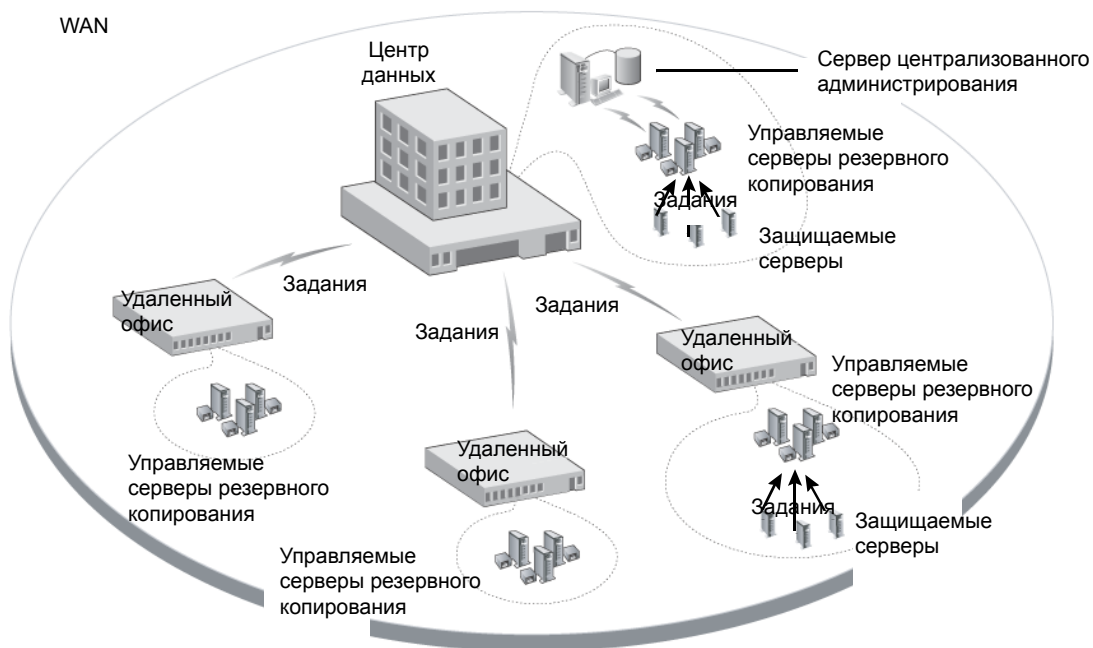 WAN
Центр
данных
Сервер централизованного
администрирования
Управляемые
серверы резервного
копирования
Задания
Защищаемые
серверы
Задания
Задания
Задания
Удаленный
офис
Удаленный
офис
Управляемые
серверы резервного
копирования
Управляемые
серверы резервного
копирования
Удаленный
офис
Задания
Защищаемые
серверы
Управляемые
серверы резервного
копирования